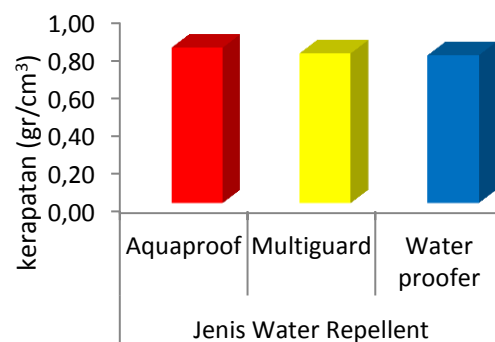 kerapatan (gr/cm³)
1,00
0,80
0,60
0,40
0,20
0,00
Aquaproof
Multiguard
Water
proofer
Jenis Water Repellent